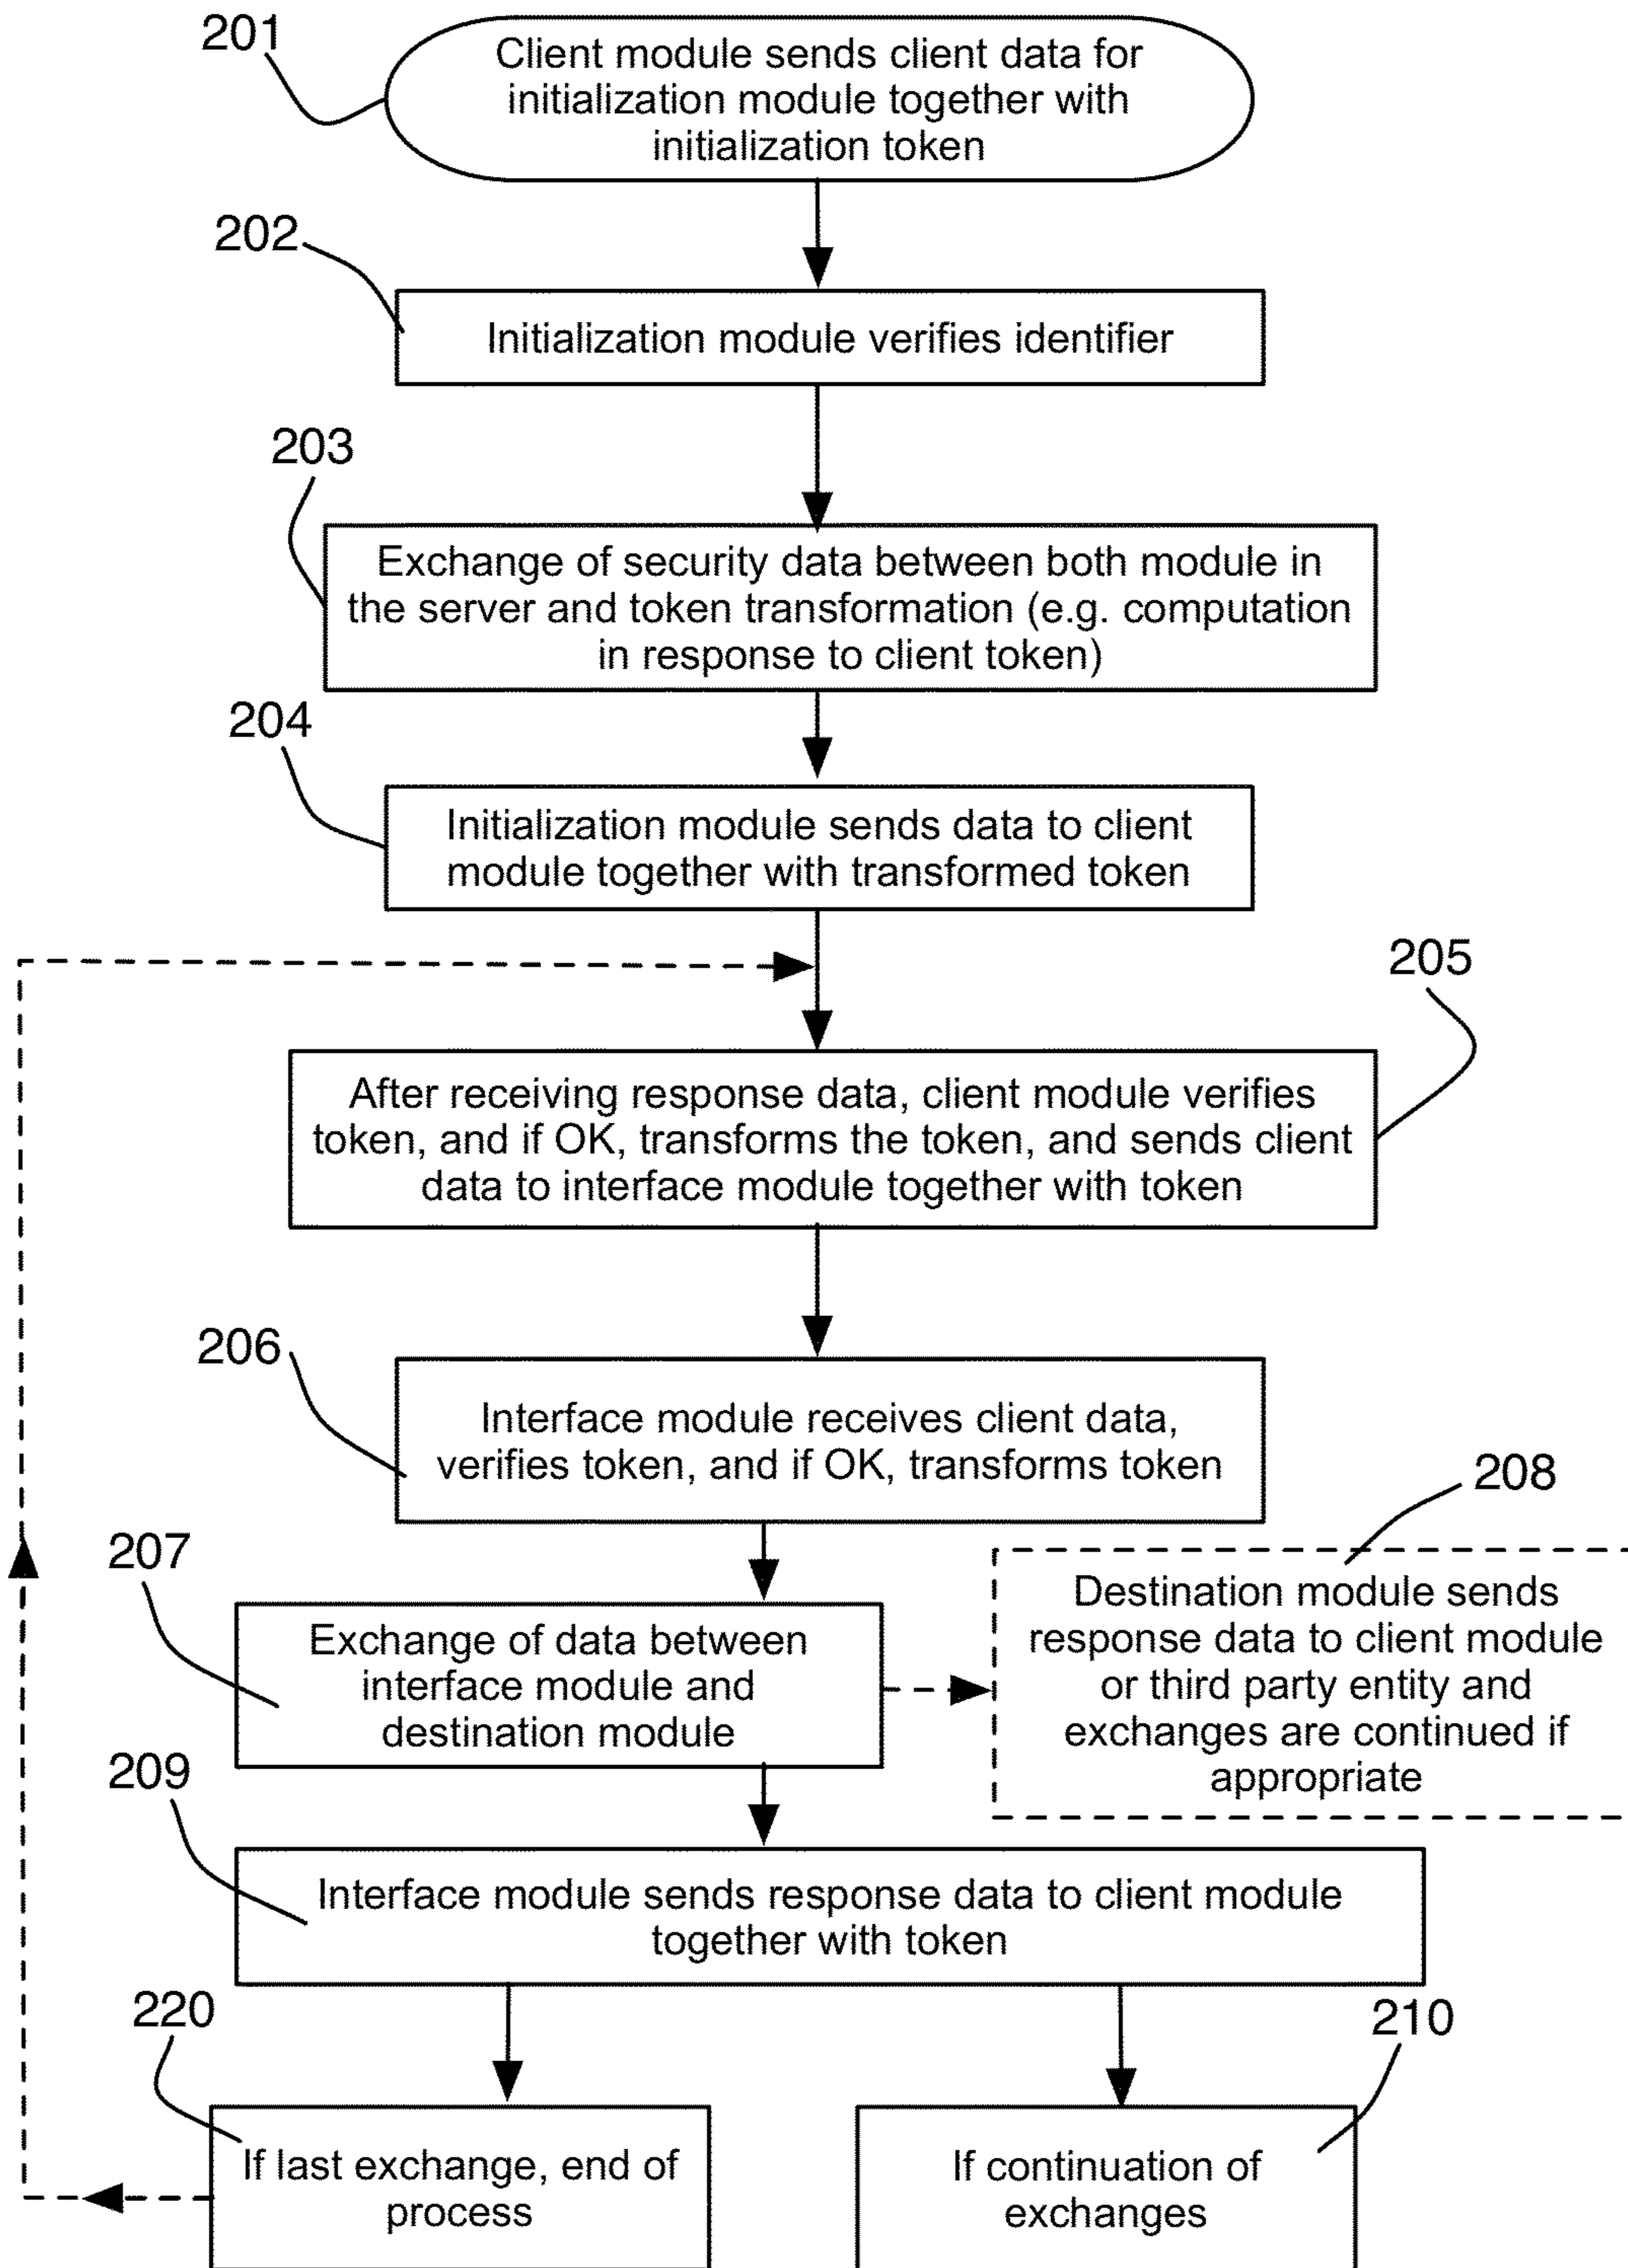 201
Client module sends client data for
initialization module together with
initialization token
202
Initialization module verifies identifier
203
Exchange of security data between both module in
the server and token transformation (e.g. computation
in response to client token)
204
Initialization module sends data to client
module together with transformed token
205
After receiving response data, client module verifies
token, and if OK, transforms the token, and sends client
data to interface module together with token
206
Interface module receives client data,
verifies token, and if OK, transforms token
207
Exchange of data between
interface module and
destination module
208
Destination module sends
response data to client module
or third party entity and
exchanges are continued if
appropriate
209
Interface module sends response data to client module
together with token
220
If last exchange, end of
process
210
If continuation of
exchanges